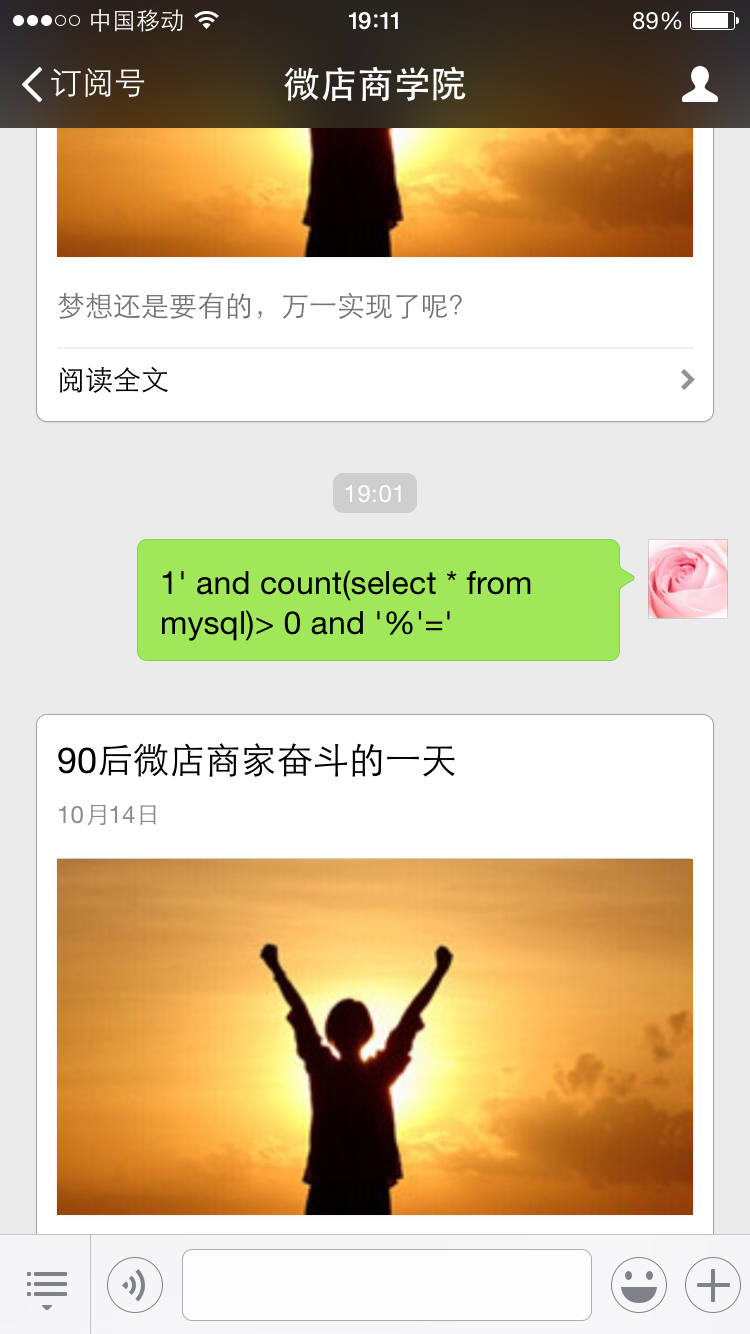 中国移动 19:11 89%
订阅号 微店商学院
梦想还是要有的，万一实现了呢？
阅读全文
19:01
1' and count(select * from
mysql)> 0 and '%'='
90后微店商家奋斗的一天
10月14日